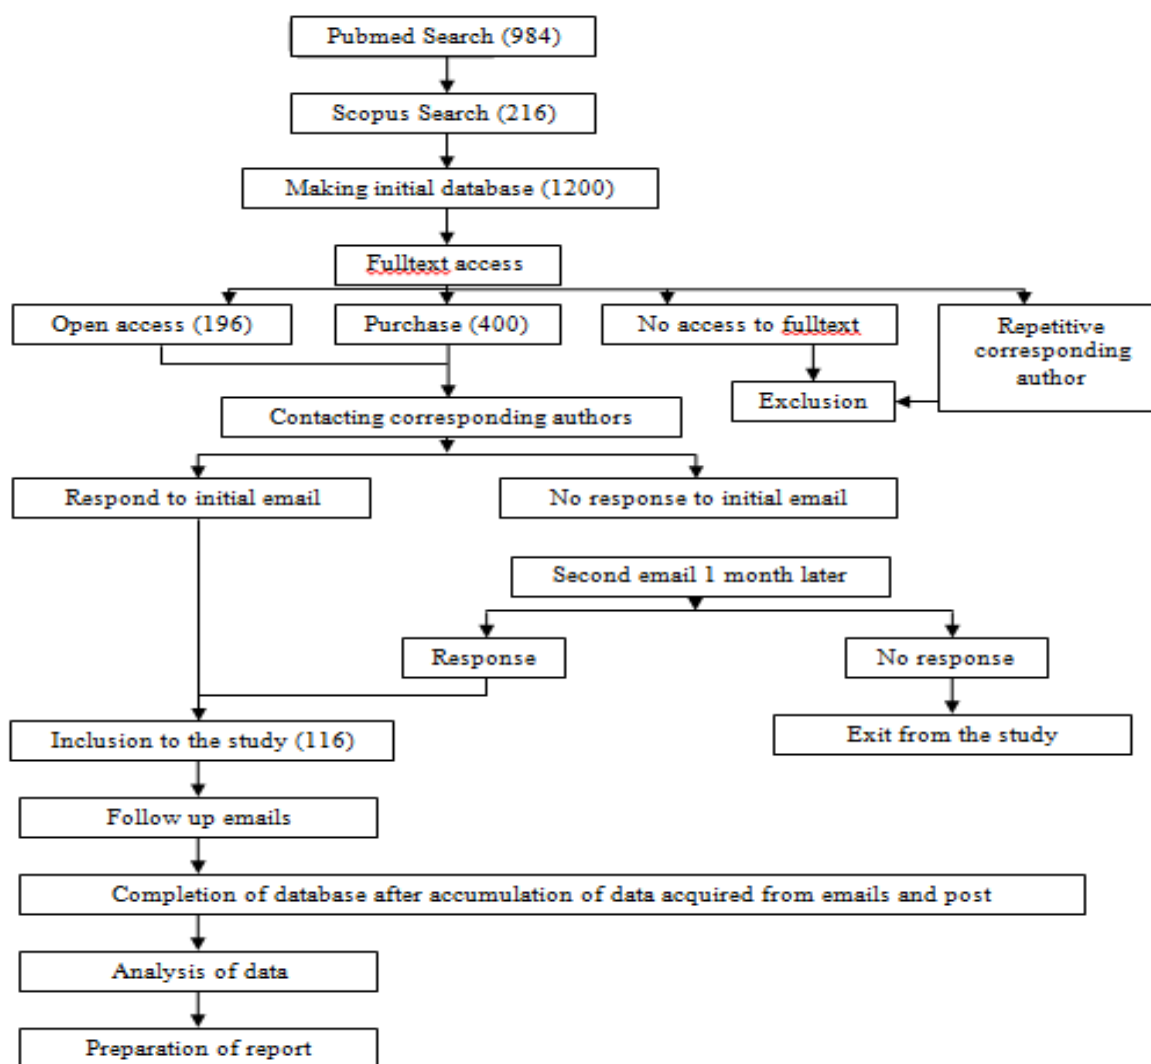 Pubmed Search (984)
Scopus Search (216)
Making initial database (1200)
Fulltext access
Open access (196)
Purchase (400)
No access to fulltext
Repetitive
corresponding
author
Exclusion
Contacting corresponding authors
Respond to initial email
No response to initial email
Second email 1 month later
Response
No response
Inclusion to the study (116)
Exit from the study
Follow up emails
Completion of database after accumulation of data acquired from emails and post
Analysis of data
Preparation of report